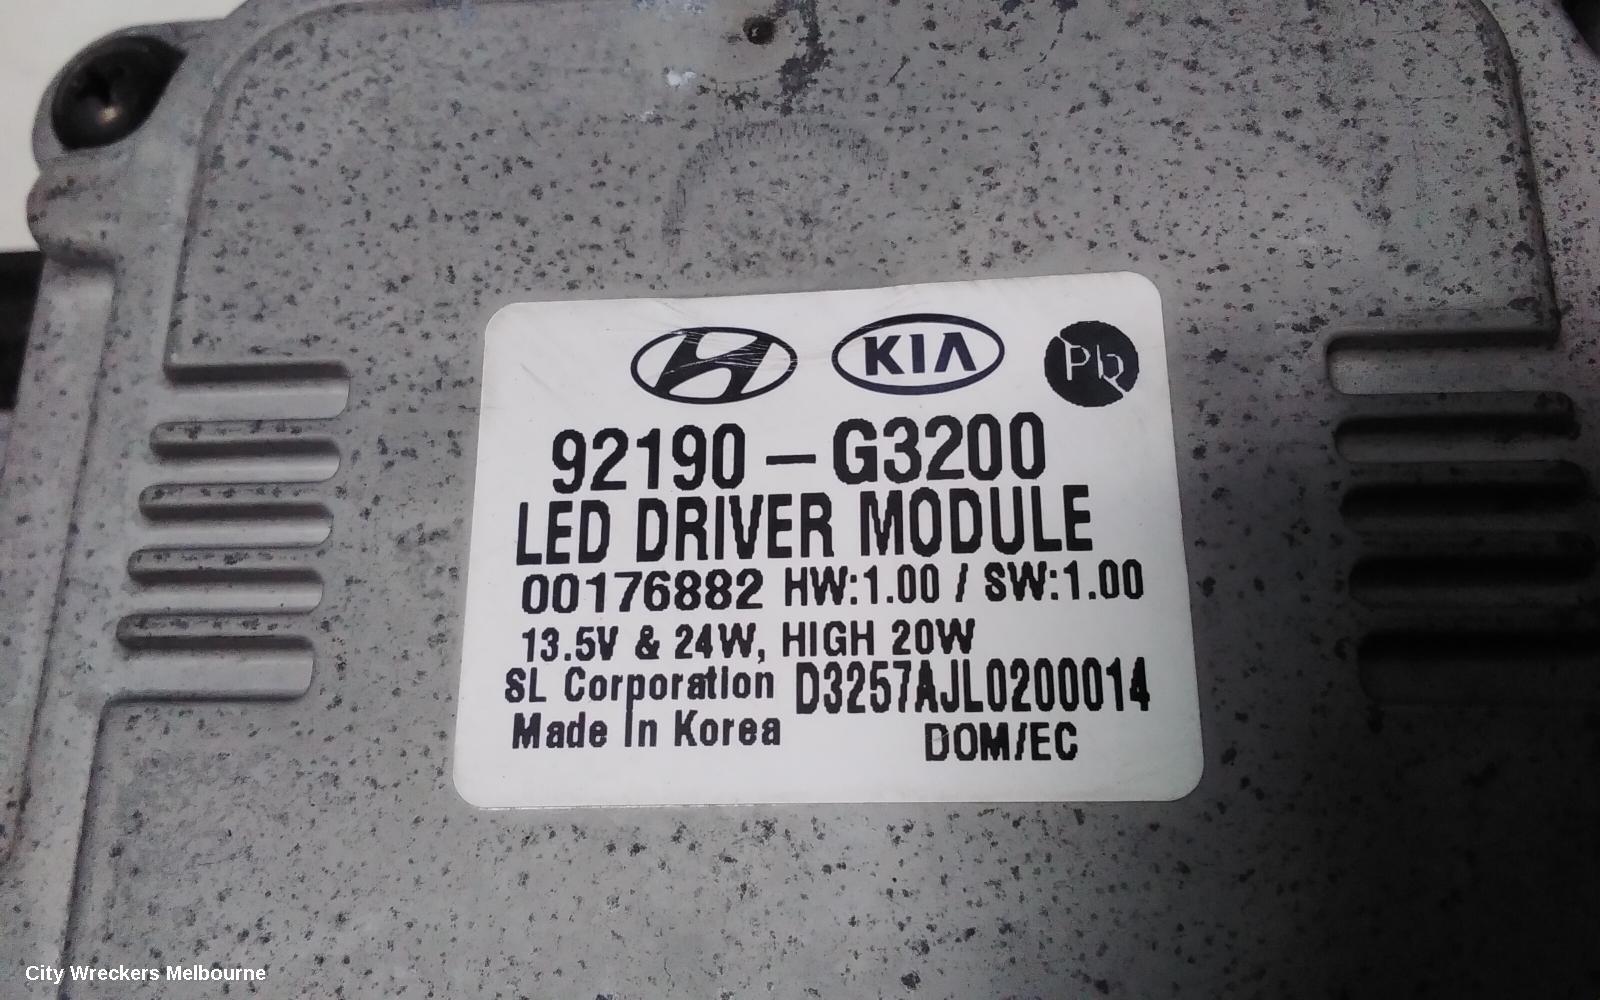 KIA Pb
92190-G3200
LED DRIVER MODULE
00176882 HW:1.00 / SW:1.00
13.5V & 24W, HIGH 20W
SL Corporation D3257AJL0200014
Made In Korea DOM/EC
City Wreckers Melbourne